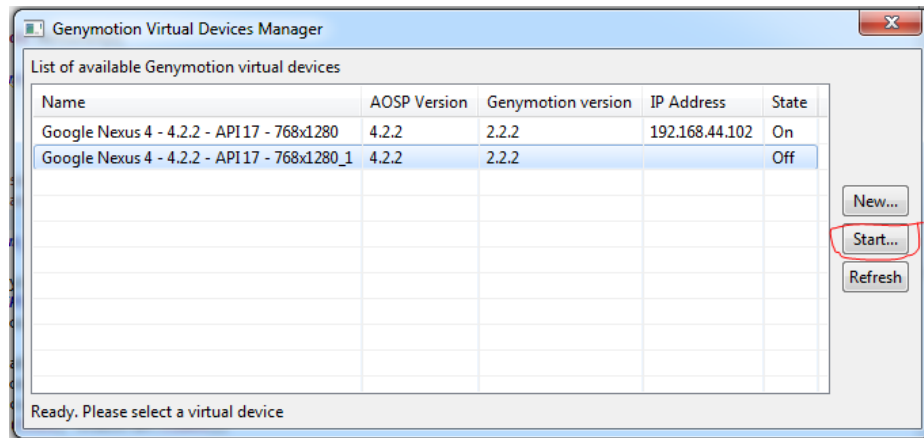 Genymotion Virtual Devices Manager
List of available Genymotion virtual devices
Name AOSP Version Genymotion version IP Address State
Google Nexus 4 - 4.2.2 - API 17 - 768x1280 4.2.2 2.2.2 192.168.44.102 On
Google Nexus 4 - 4.2.2 - API 17 - 768x1280_1 4.2.2 2.2.2 Off
New...
Start...
Refresh
Ready. Please select a virtual device